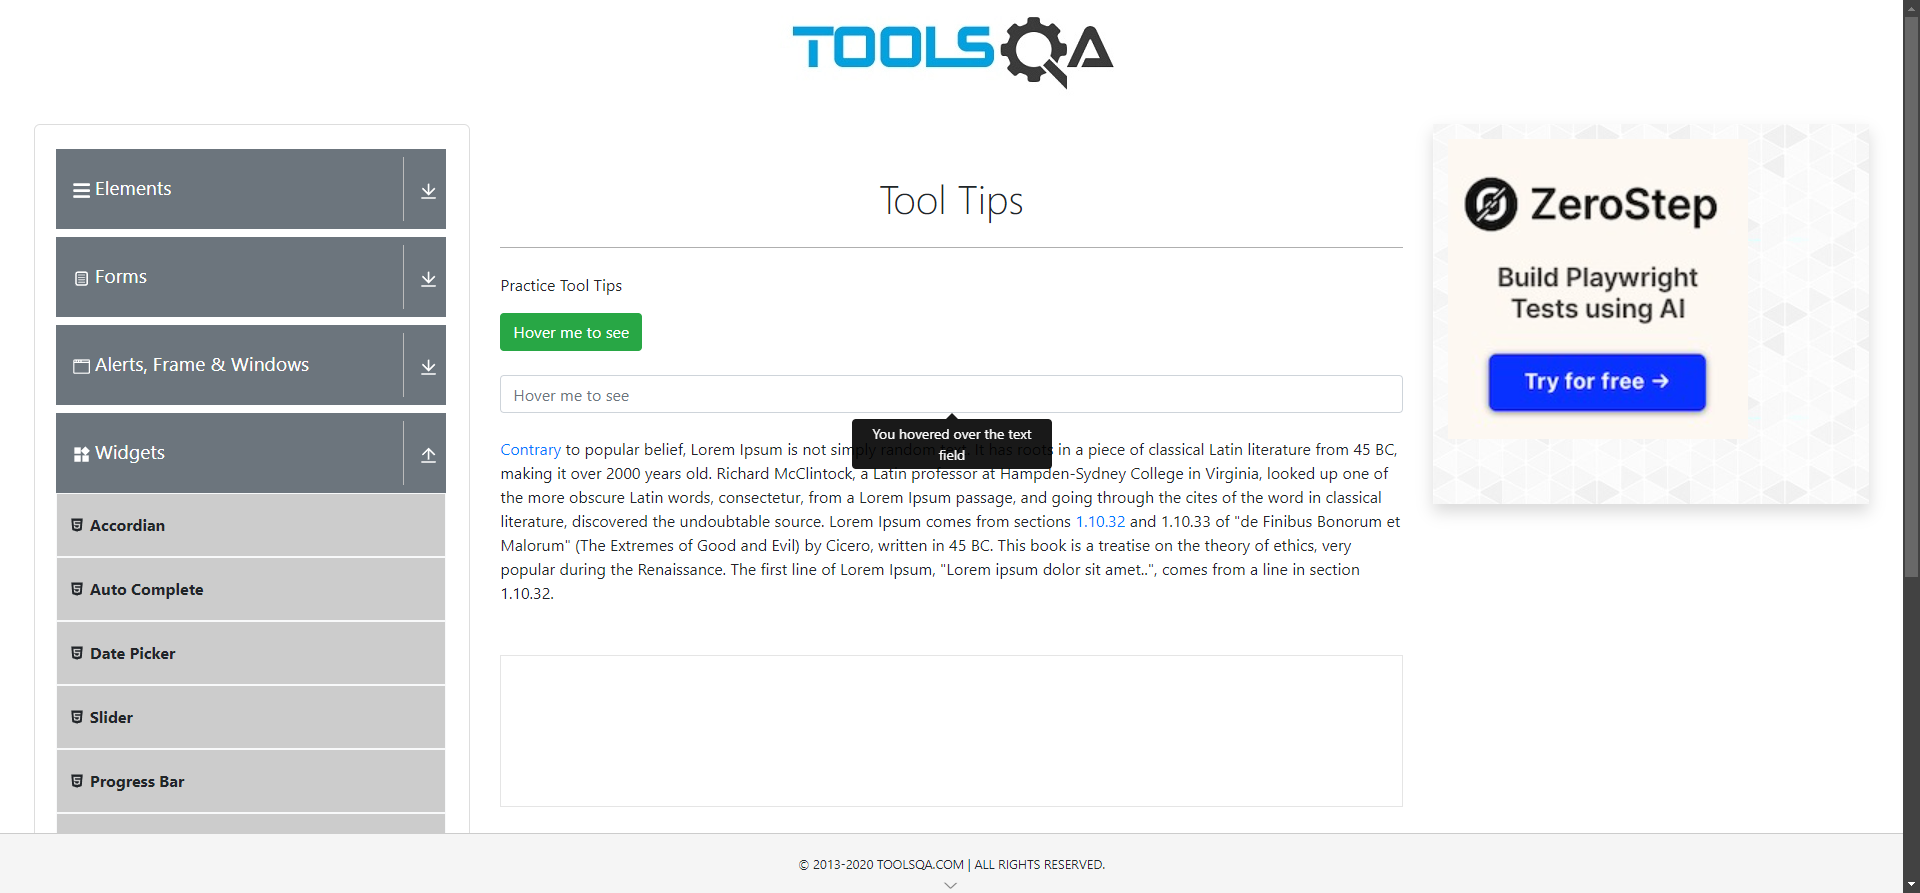 TOOLSQA
Elements
Forms
Alerts, Frame & Windows
Widgets
Accordian
Auto Complete
Date Picker
Slider
Progress Bar
Tool Tips
Practice Tool Tips
Hover me to see
Hover me to see
You hovered over the text
field
Contrary to popular belief, Lorem Ipsum is not simply random text. It has roots in a piece of classical Latin literature from 45 BC,
making it over 2000 years old. Richard McClintock, a Latin professor at Hampden-Sydney College in Virginia, looked up one of
the more obscure Latin words, consectetur, from a Lorem Ipsum passage, and going through the cites of the word in classical
literature, discovered the undoubtable source. Lorem Ipsum comes from sections 1.10.32 and 1.10.33 of "de Finibus Bonorum et
Malorum" (The Extremes of Good and Evil) by Cicero, written in 45 BC. This book is a treatise on the theory of ethics, very
popular during the Renaissance. The first line of Lorem Ipsum, "Lorem ipsum dolor sit amet..", comes from a line in section
1.10.32.
ZeroStep
Build Playwright
Tests using AI
Try for free →
© 2013-2020 TOOLSQA.COM | ALL RIGHTS RESERVED.